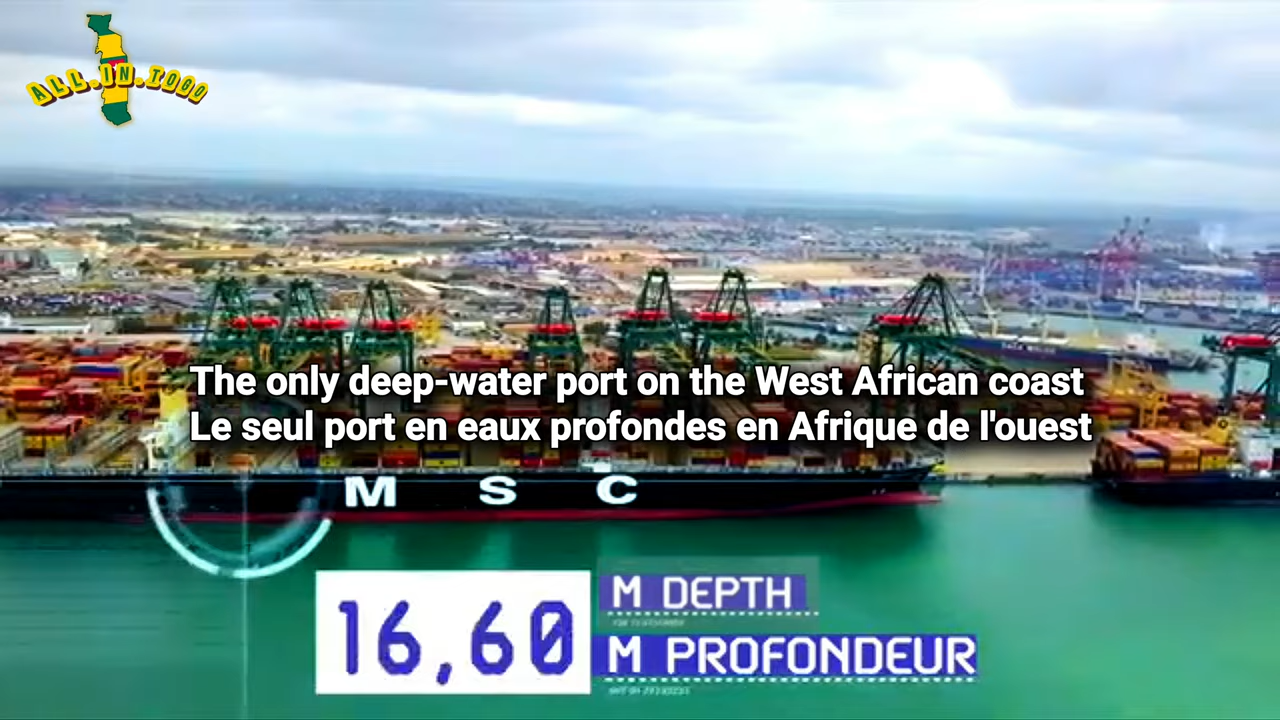 ALL.IN.TOGO
The only deep-water port on the West African coast
Le seul port en eaux profondes en Afrique de l'ouest
M S C
16,60
M DEPTH
M PROFONDEUR